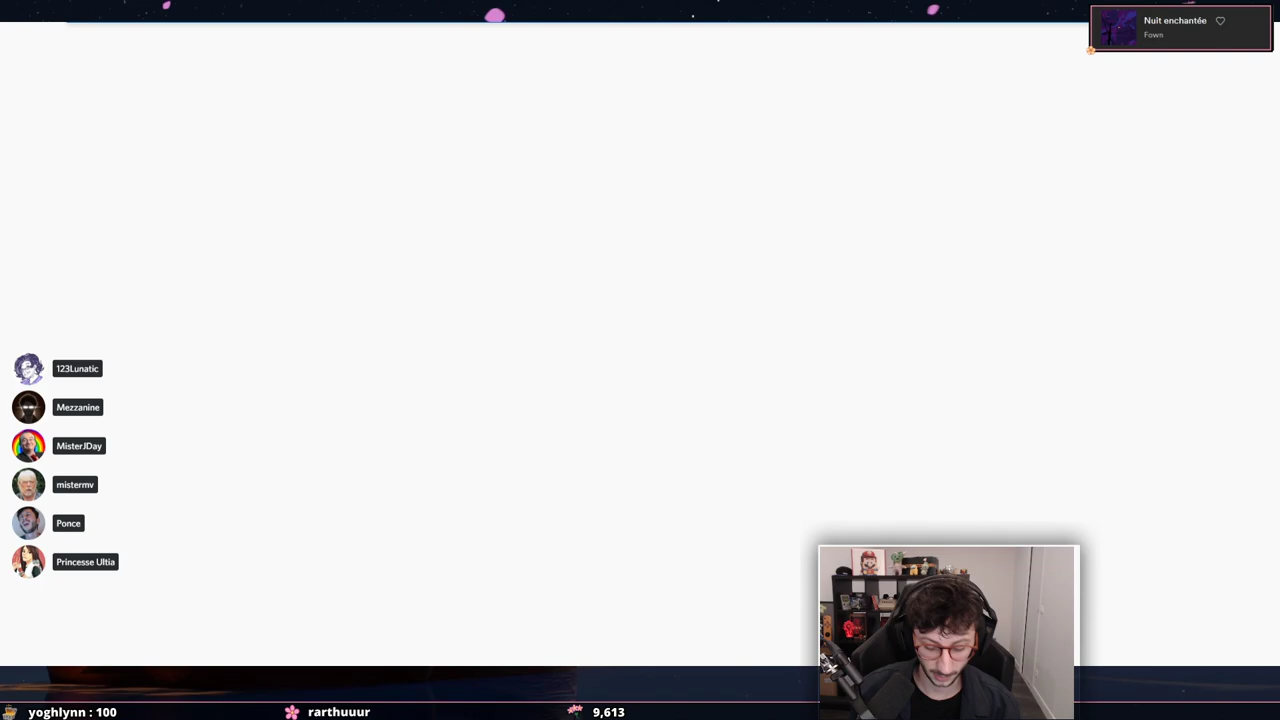 Nuit enchantée
Fown
123Lunatic
Mezzanine
MisterJDay
mistermv
Ponce
Princesse Ultia
yoghlynn : 100
rarthuuur
9,613